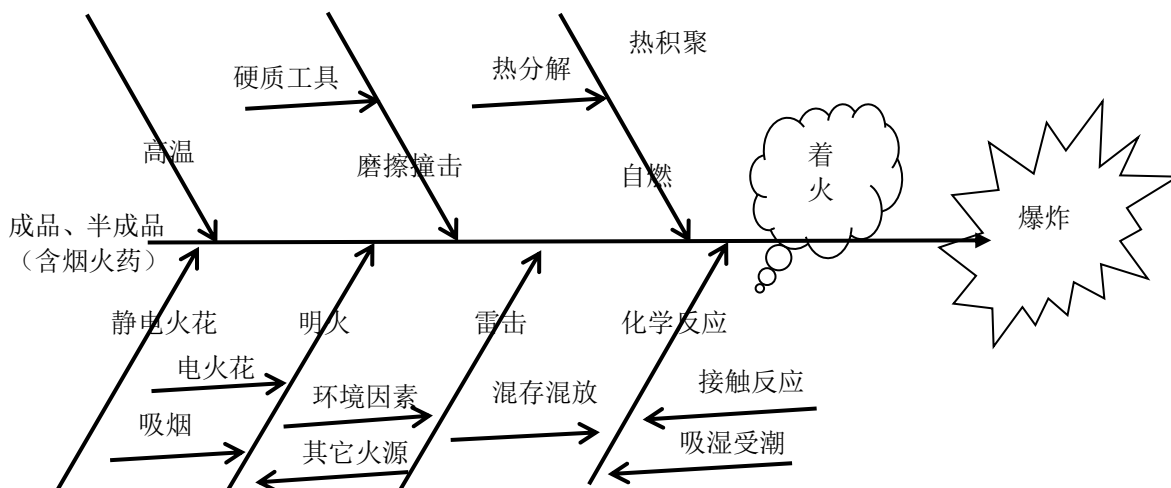 热积聚
热分解
硬质工具
高温
磨擦撞击
自燃
着
火
成品、半成品
（含烟火药）
爆炸
静电火花
明火
雷击
化学反应
电火花
环境因素
混存混放
接触反应
吸烟
其它火源
吸湿受潮